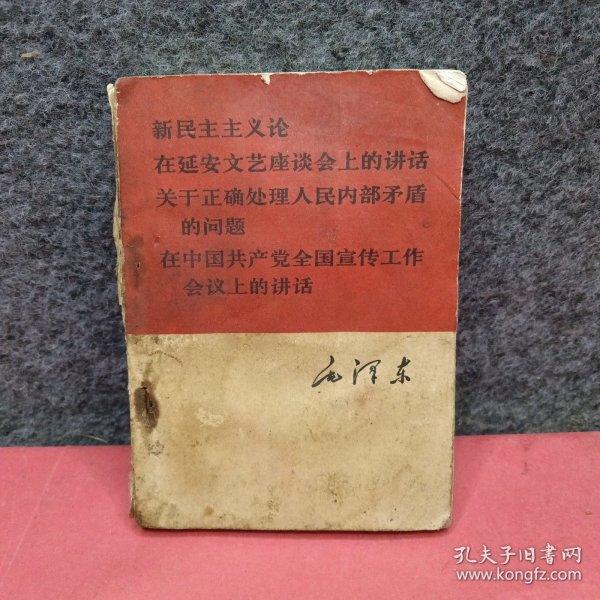 新民主主义论
在延安文艺座谈会上的讲话
关于正确处理人民内部矛盾
的问题
在中国共产党全国宣传工作
会议上的讲话
毛泽东
孔夫子旧书网
www.kongfz.com